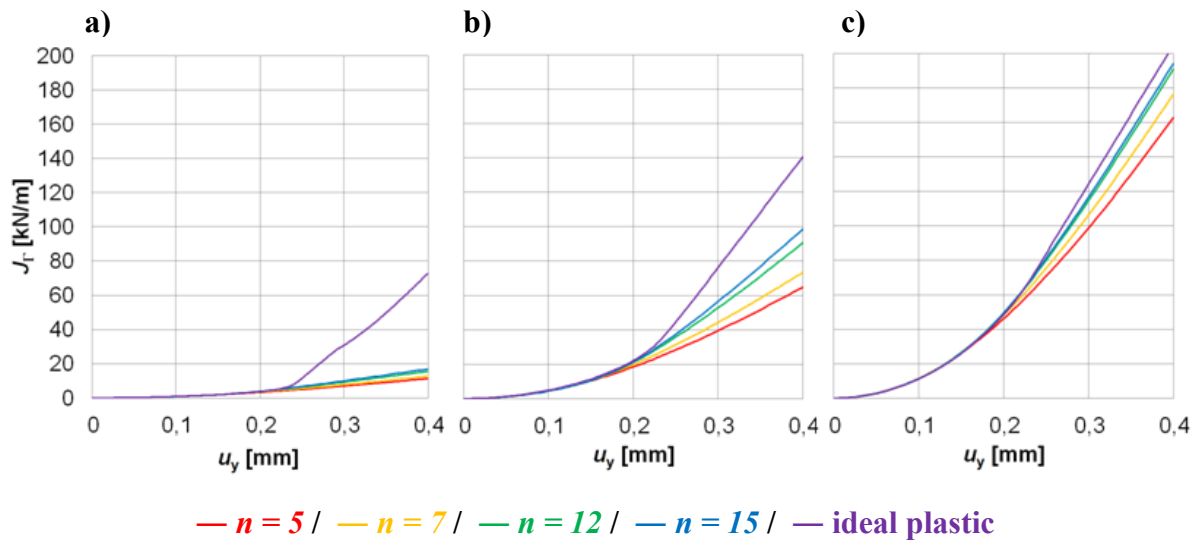 a) b) c)
200
180
160
140
120
100
80
60
40
20
0
J_Γ [kN/m]
0 0,1 0,2 0,3 0,4
0 0,1 0,2 0,3 0,4
0 0,1 0,2 0,3 0,4
u_y [mm] u_y [mm] u_y [mm]
— n = 5 / — n = 7 / — n = 12 / — n = 15 / — ideal plastic